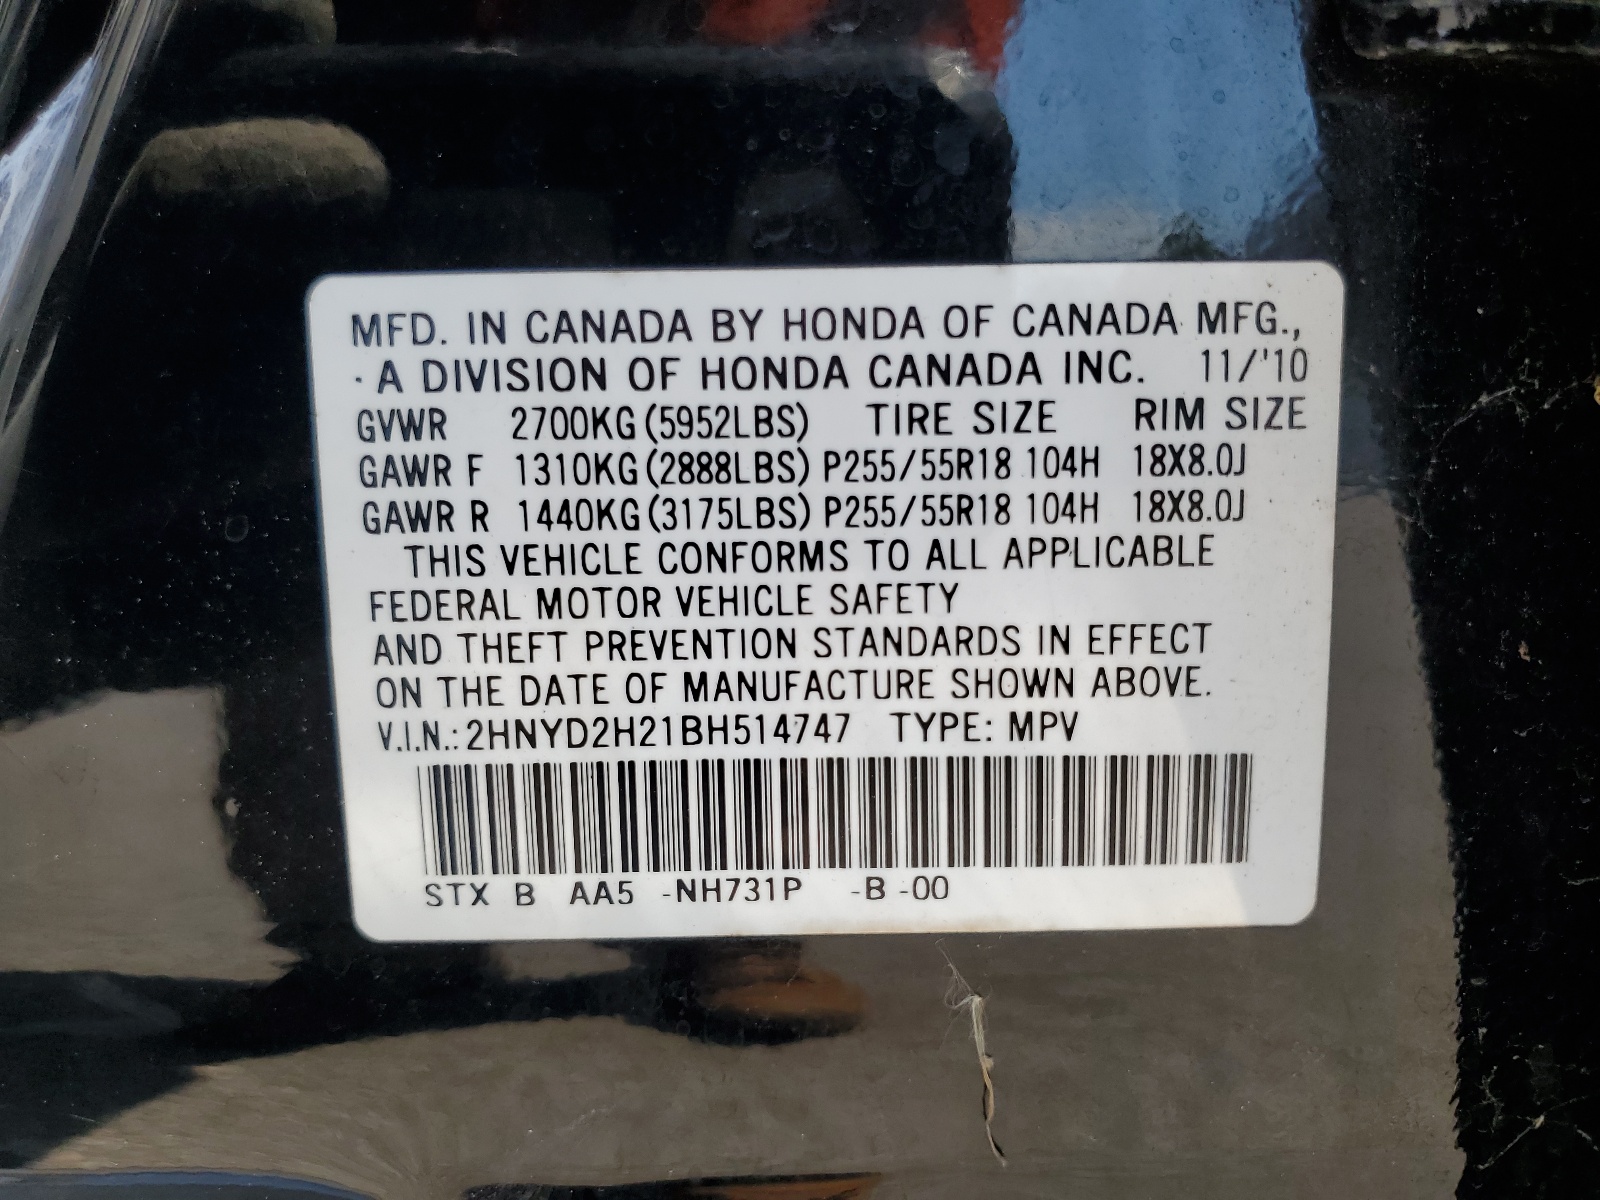 MFD. IN CANADA BY HONDA OF CANADA MFG.,
A DIVISION OF HONDA CANADA INC. 11/'10
GVWR 2700KG (5952LBS) TIRE SIZE RIM SIZE
GAWR F 1310KG (2888LBS) P255/55R18 104H 18X8.0J
GAWR R 1440KG (3175LBS) P255/55R18 104H 18X8.0J
THIS VEHICLE CONFORMS TO ALL APPLICABLE
FEDERAL MOTOR VEHICLE SAFETY
AND THEFT PREVENTION STANDARDS IN EFFECT
ON THE DATE OF MANUFACTURE SHOWN ABOVE.
V.I.N.: 2HNYD2H21BH514747 TYPE: MPV
STX B AA5 -NH731P -B -00